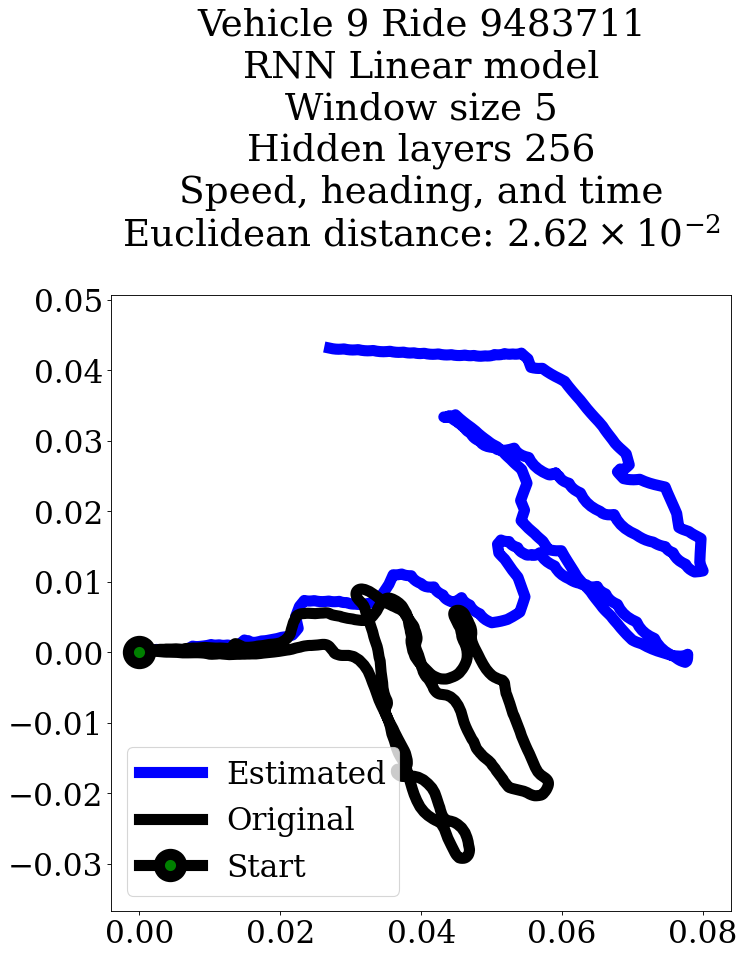 Vehicle 9 Ride 9483711
RNN Linear model
Window size 5
Hidden layers 256
Speed, heading, and time
Euclidean distance: 2.62 × 10⁻²
0.05
0.04
0.03
0.02
0.01
0.00
−0.01
−0.02
−0.03
Estimated
Original
Start
0.00 0.02 0.04 0.06 0.08